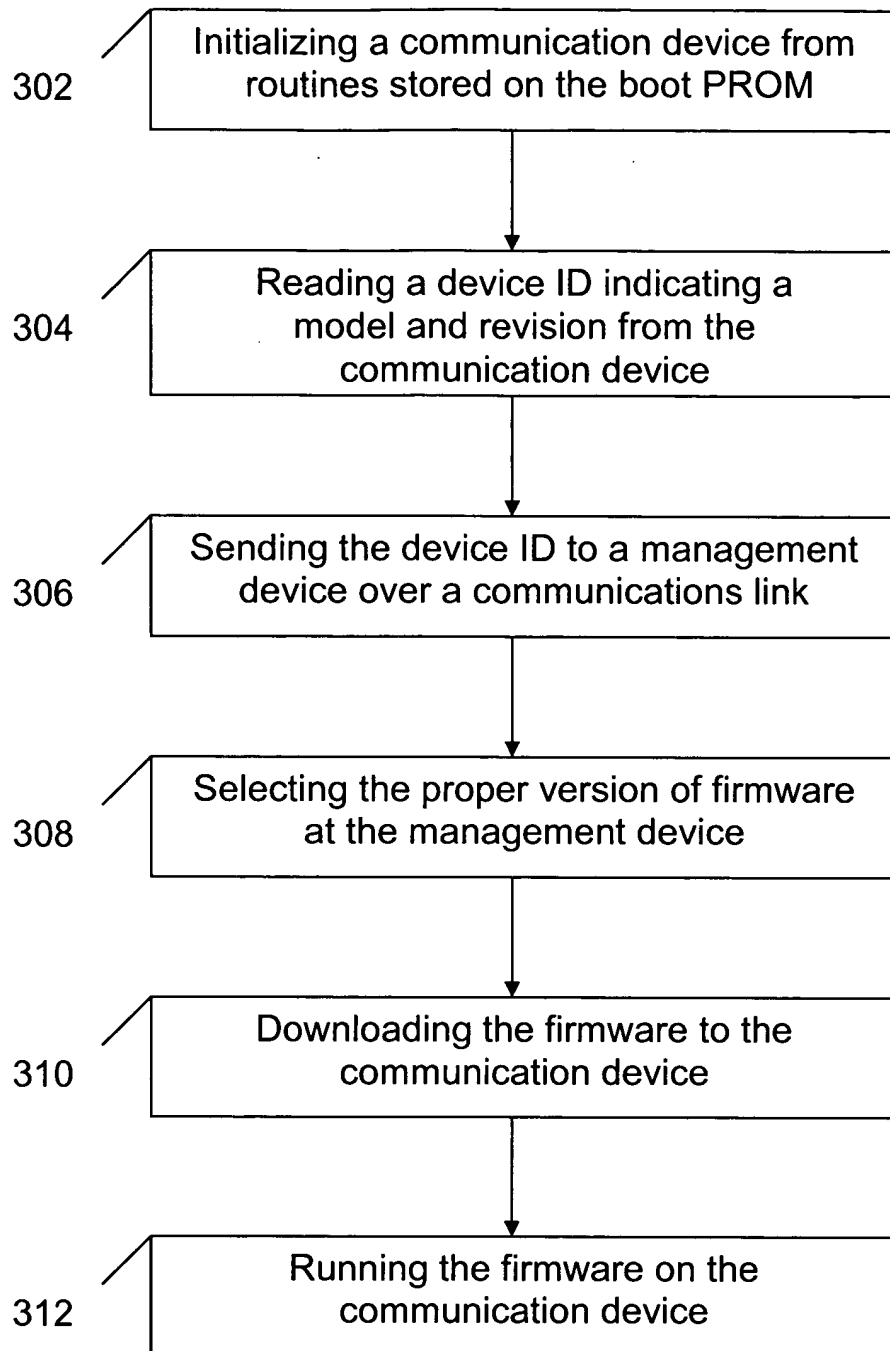 302
Initializing a communication device from
routines stored on the boot PROM
304
Reading a device ID indicating a
model and revision from the
communication device
306
Sending the device ID to a management
device over a communications link
308
Selecting the proper version of firmware
at the management device
310
Downloading the firmware to the
communication device
312
Running the firmware on the
communication device